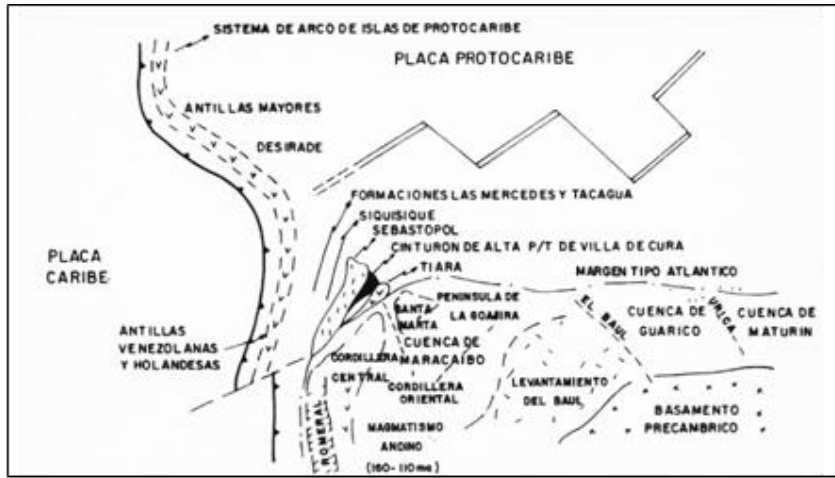 SISTEMA DE ARCO DE ISLAS DE PROTOCARIBE
PLACA PROTOCARIBE
ANTILLAS MAYORES
DESIRADE
FORMACIONES LAS MERCEDES Y TACAGUA
SIQUISIQUE
SEBASTOPOL
CINTURON DE ALTA P/T DE VILLA DE CURA
TIARA
PLACA
CARIBE
MARGEN TIPO ATLANTICO
SANTA
MARTA
PENINSULA DE
LA GOAJIRA
EL BAUL
CUENCA DE
GUARICO
URICA
CUENCA DE
MATURIN
ANTILLAS
VENEZOLANAS
Y HOLANDESAS
CORDILLERA
CENTRAL
CUENCA DE
MARACAIBO
CORDILLERA
ORIENTAL
LEVANTAMIENTO
DEL BAUL
BASAMENTO
PRECAMBRICO
ROMERAL
MAGMATISMO
ANDINO
(160-110ma)